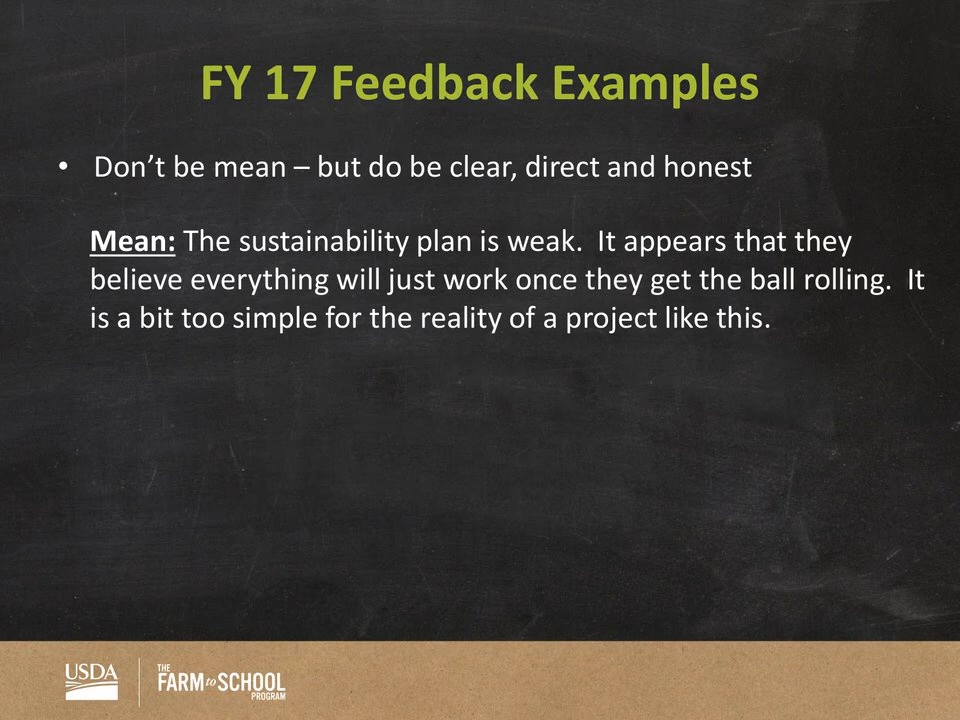 FY 17 Feedback Examples
• Don’t be mean – but do be clear, direct and honest
Mean: The sustainability plan is weak.  It appears that they
believe everything will just work once they get the ball rolling.  It
is a bit too simple for the reality of a project like this.
USDA
THE
FARM to SCHOOL
PROGRAM